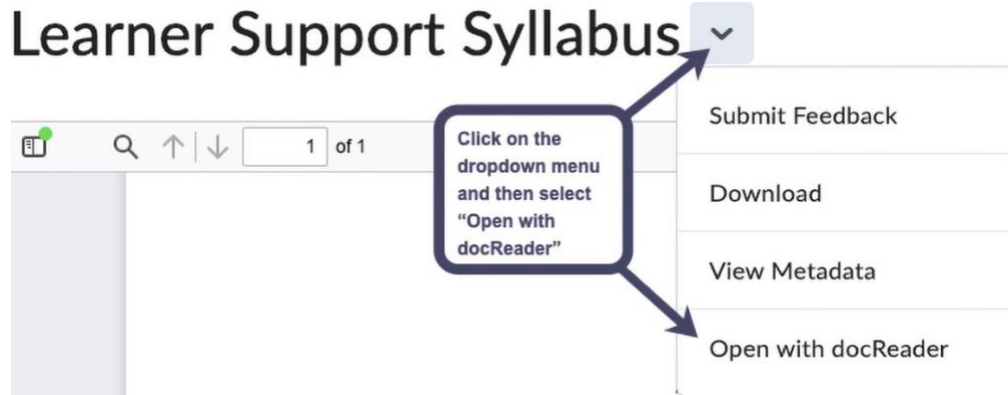 Learner Support Syllabus
1 of 1
Click on the
dropdown menu
and then select
“Open with
docReader”
Submit Feedback
Download
View Metadata
Open with docReader